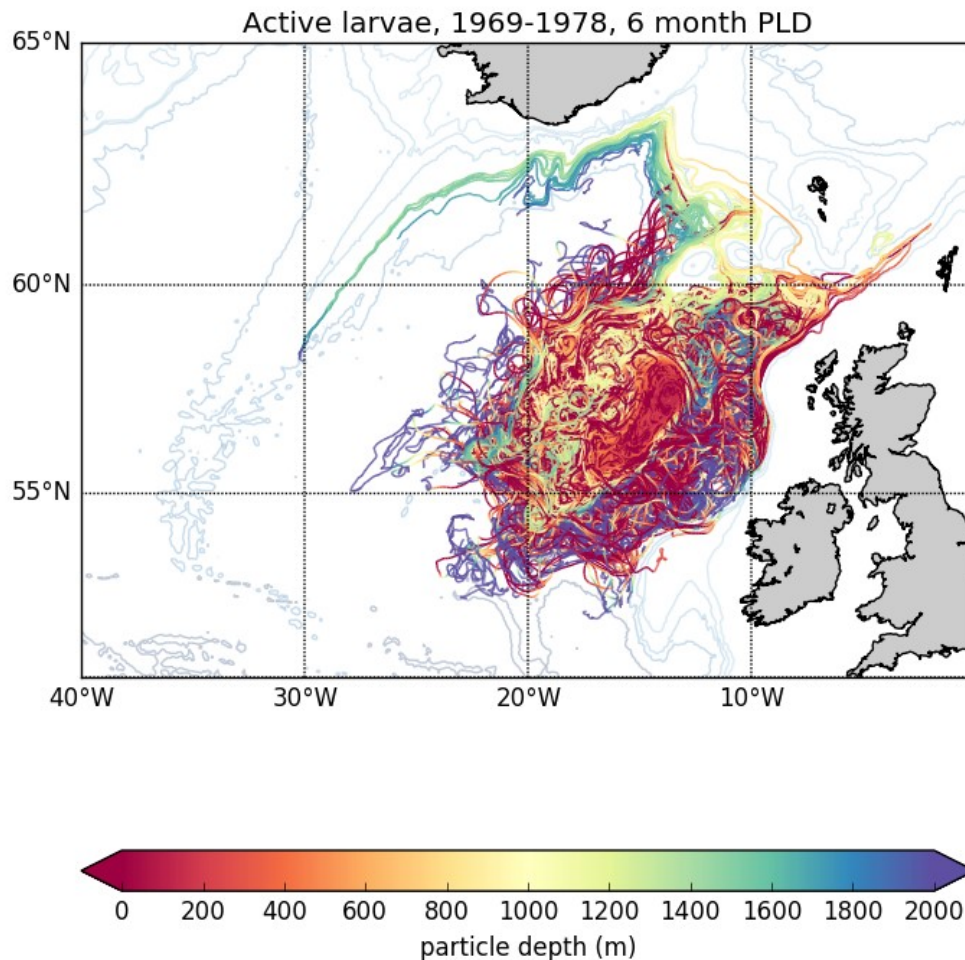 Active larvae, 1969-1978, 6 month PLD
65°N
60°N
55°N
40°W 30°W 20°W 10°W
0 200 400 600 800 1000 1200 1400 1600 1800 2000
particle depth (m)